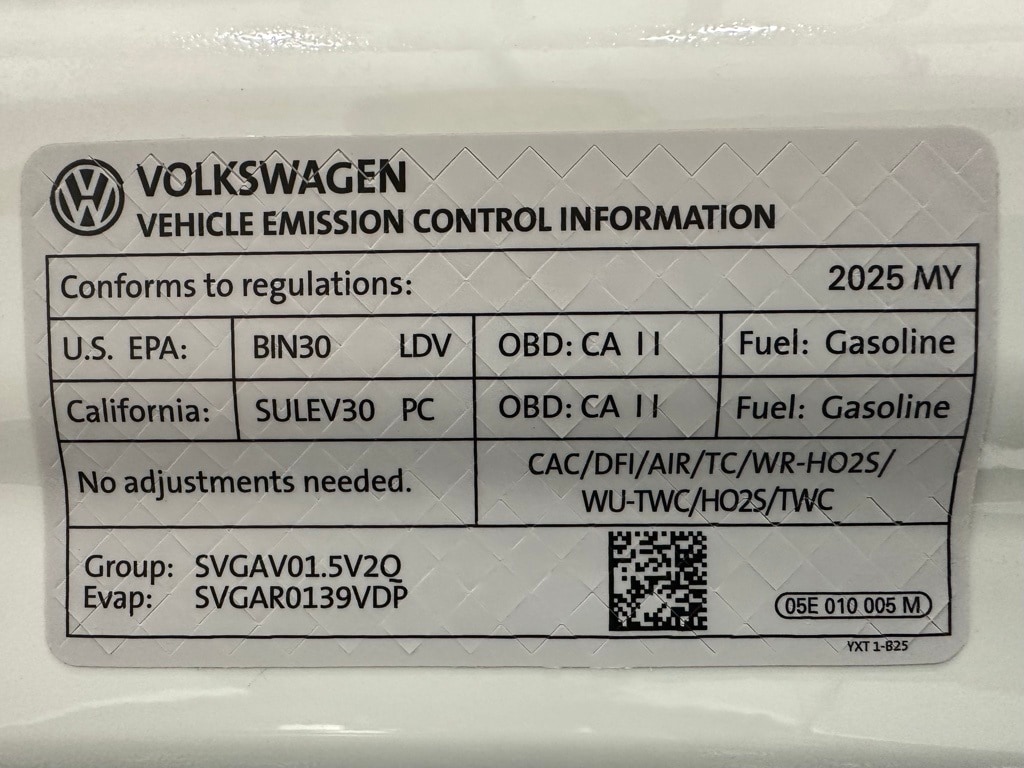 VOLKSWAGEN
VEHICLE EMISSION CONTROL INFORMATION
Conforms to regulations: 2025 MY
U.S. EPA: BIN30 LDV OBD: CA II Fuel: Gasoline
California: SULEV30 PC OBD: CA II Fuel: Gasoline
No adjustments needed.
CAC/DFI/AIR/TC/WR-HO2S/
WU-TWC/HO2S/TWC
Group: SVGAV01.5V2Q
Evap: SVGAR0139VDP
05E 010 005 M
YXT 1-B25